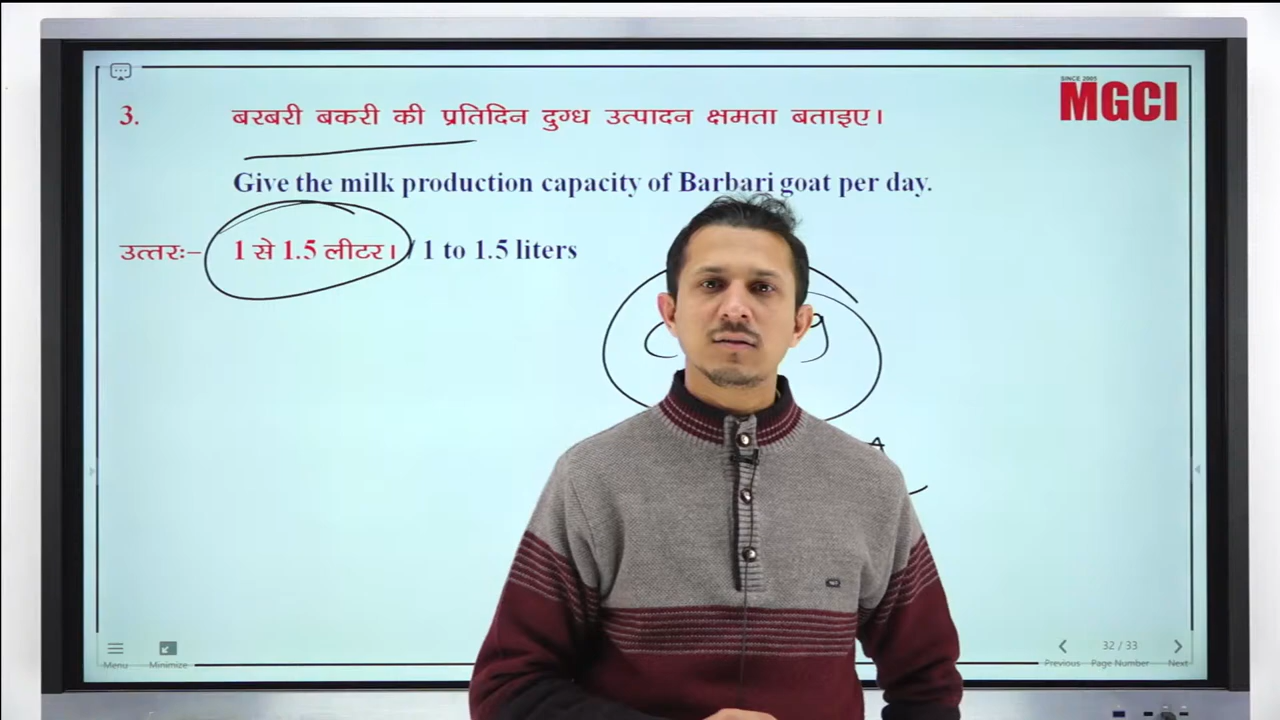 SINCE 2005
MGCI
3. बरबरी बकरी की प्रतिदिन दुग्ध उत्पादन क्षमता बताइए।
Give the milk production capacity of Barbari goat per day.
उत्तरः– 1 से 1.5 लीटर। / 1 to 1.5 liters
Menu
Minimize
32 / 33
Previous
Page Number
Next